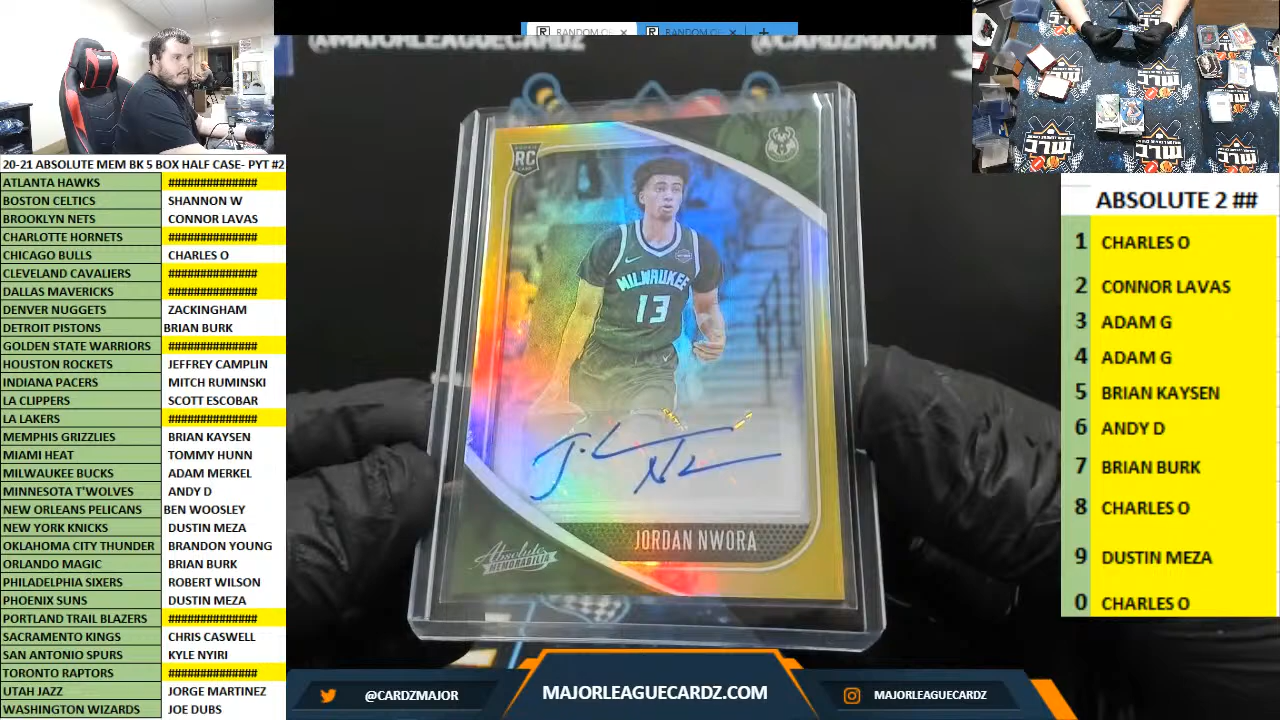 RANDOM.O
RANDOM.O
@MAJORLEAGUECARDZ
@CARDZMAJOR
20-21 ABSOLUTE MEM BK 5 BOX HALF CASE- PYT #2
ATLANTA HAWKS ##############
BOSTON CELTICS SHANNON W
BROOKLYN NETS CONNOR LAVAS
CHARLOTTE HORNETS ##############
CHICAGO BULLS CHARLES O
CLEVELAND CAVALIERS ##############
DALLAS MAVERICKS ##############
DENVER NUGGETS ZACKINGHAM
DETROIT PISTONS BRIAN BURK
GOLDEN STATE WARRIORS ##############
HOUSTON ROCKETS JEFFREY CAMPLIN
INDIANA PACERS MITCH RUMINSKI
LA CLIPPERS SCOTT ESCOBAR
LA LAKERS ##############
MEMPHIS GRIZZLIES BRIAN KAYSEN
MIAMI HEAT TOMMY HUNN
MILWAUKEE BUCKS ADAM MERKEL
MINNESOTA T'WOLVES ANDY D
NEW ORLEANS PELICANS BEN WOOSLEY
NEW YORK KNICKS DUSTIN MEZA
OKLAHOMA CITY THUNDER BRANDON YOUNG
ORLANDO MAGIC BRIAN BURK
PHILADELPHIA SIXERS ROBERT WILSON
PHOENIX SUNS DUSTIN MEZA
PORTLAND TRAIL BLAZERS ##############
SACRAMENTO KINGS CHRIS CASWELL
SAN ANTONIO SPURS KYLE NYIRI
TORONTO RAPTORS ##############
UTAH JAZZ JORGE MARTINEZ
WASHINGTON WIZARDS JOE DUBS
RC
MILWAUKEE
13
JORDAN NWORA
Absolute
MEMORABILIA
ABSOLUTE 2 ##
1 CHARLES O
2 CONNOR LAVAS
3 ADAM G
4 ADAM G
5 BRIAN KAYSEN
6 ANDY D
7 BRIAN BURK
8 CHARLES O
9 DUSTIN MEZA
0 CHARLES O
@CARDZMAJOR
MAJORLEAGUECARDZ.COM
MAJORLEAGUECARDZ